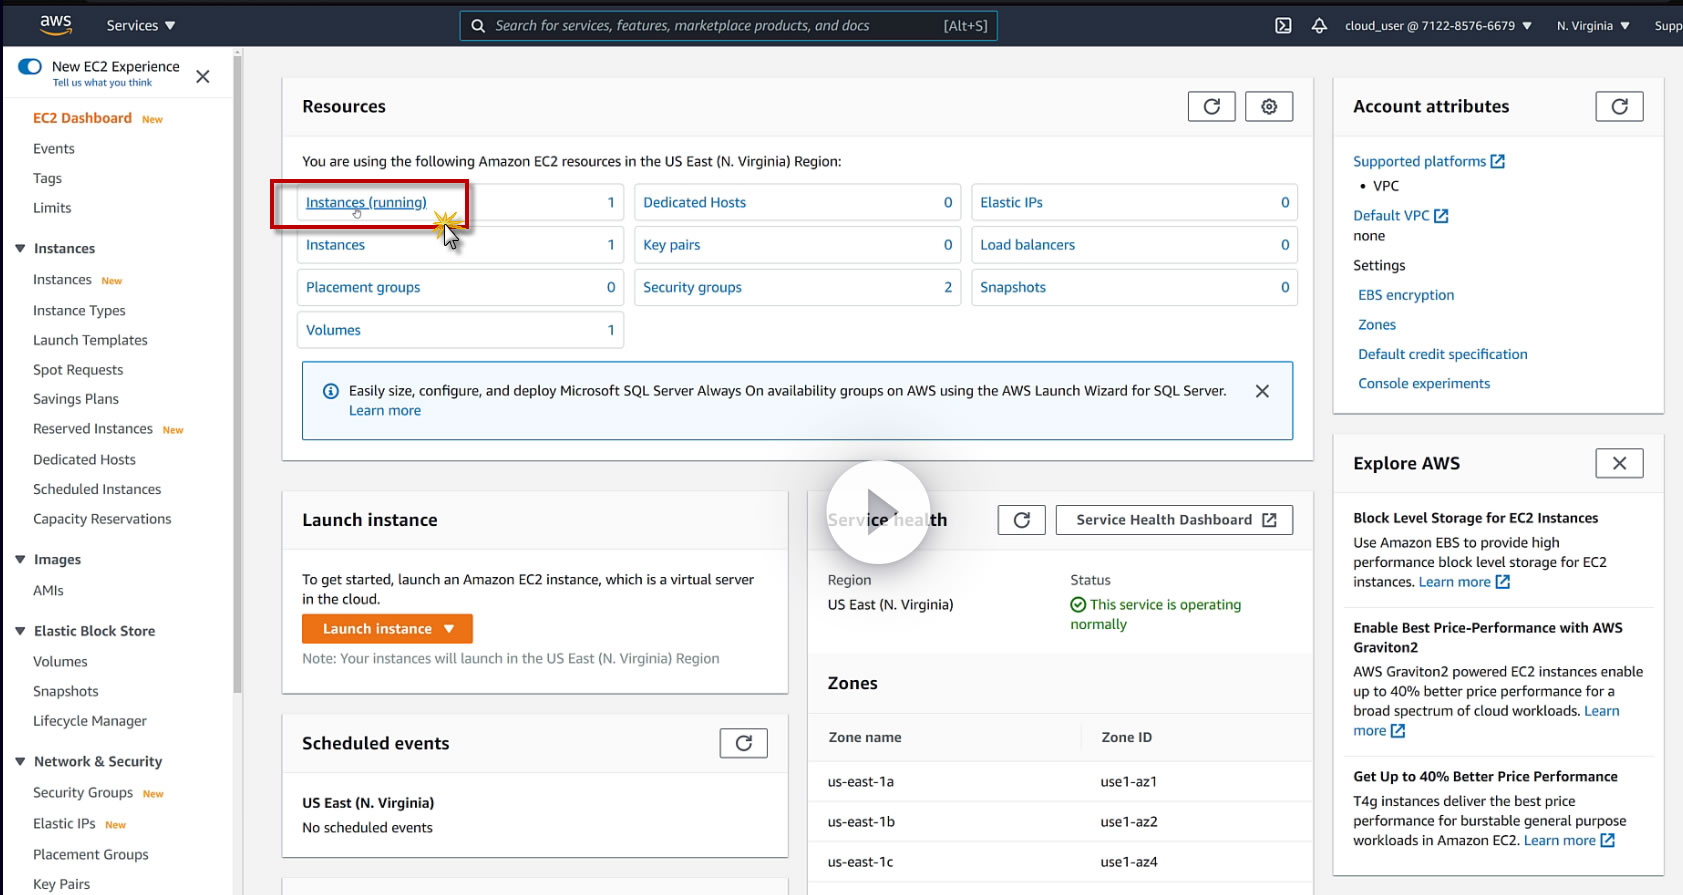 aws
Services
Search for services, features, marketplace products, and docs
[Alt+S]
cloud_user @ 7122-8576-6679
N. Virginia
Supp
New EC2 Experience
Tell us what you think
EC2 Dashboard New
Events
Tags
Limits
Instances
Instances New
Instance Types
Launch Templates
Spot Requests
Savings Plans
Reserved Instances New
Dedicated Hosts
Scheduled Instances
Capacity Reservations
Images
AMIs
Elastic Block Store
Volumes
Snapshots
Lifecycle Manager
Network & Security
Security Groups New
Elastic IPs New
Placement Groups
Key Pairs
Resources
You are using the following Amazon EC2 resources in the US East (N. Virginia) Region:
Instances (running) 1
Dedicated Hosts 0
Elastic IPs 0
Instances 1
Key pairs 0
Load balancers 0
Placement groups 0
Security groups 2
Snapshots 0
Volumes 1
Easily size, configure, and deploy Microsoft SQL Server Always On availability groups on AWS using the AWS Launch Wizard for SQL Server.
Learn more
Launch instance
To get started, launch an Amazon EC2 instance, which is a virtual server
in the cloud.
Launch instance
Note: Your instances will launch in the US East (N. Virginia) Region
Scheduled events
US East (N. Virginia)
No scheduled events
Service health
Service Health Dashboard
Region
US East (N. Virginia)
Status
This service is operating
normally
Zones
Zone name Zone ID
us-east-1a use1-az1
us-east-1b use1-az2
us-east-1c use1-az4
Account attributes
Supported platforms
• VPC
Default VPC
none
Settings
EBS encryption
Zones
Default credit specification
Console experiments
Explore AWS
Block Level Storage for EC2 Instances
Use Amazon EBS to provide high
performance block level storage for EC2
instances. Learn more
Enable Best Price-Performance with AWS
Graviton2
AWS Graviton2 powered EC2 instances enable
up to 40% better price performance for a
broad spectrum of cloud workloads. Learn
more
Get Up to 40% Better Price Performance
T4g instances deliver the best price
performance for burstable general purpose
workloads in Amazon EC2. Learn more